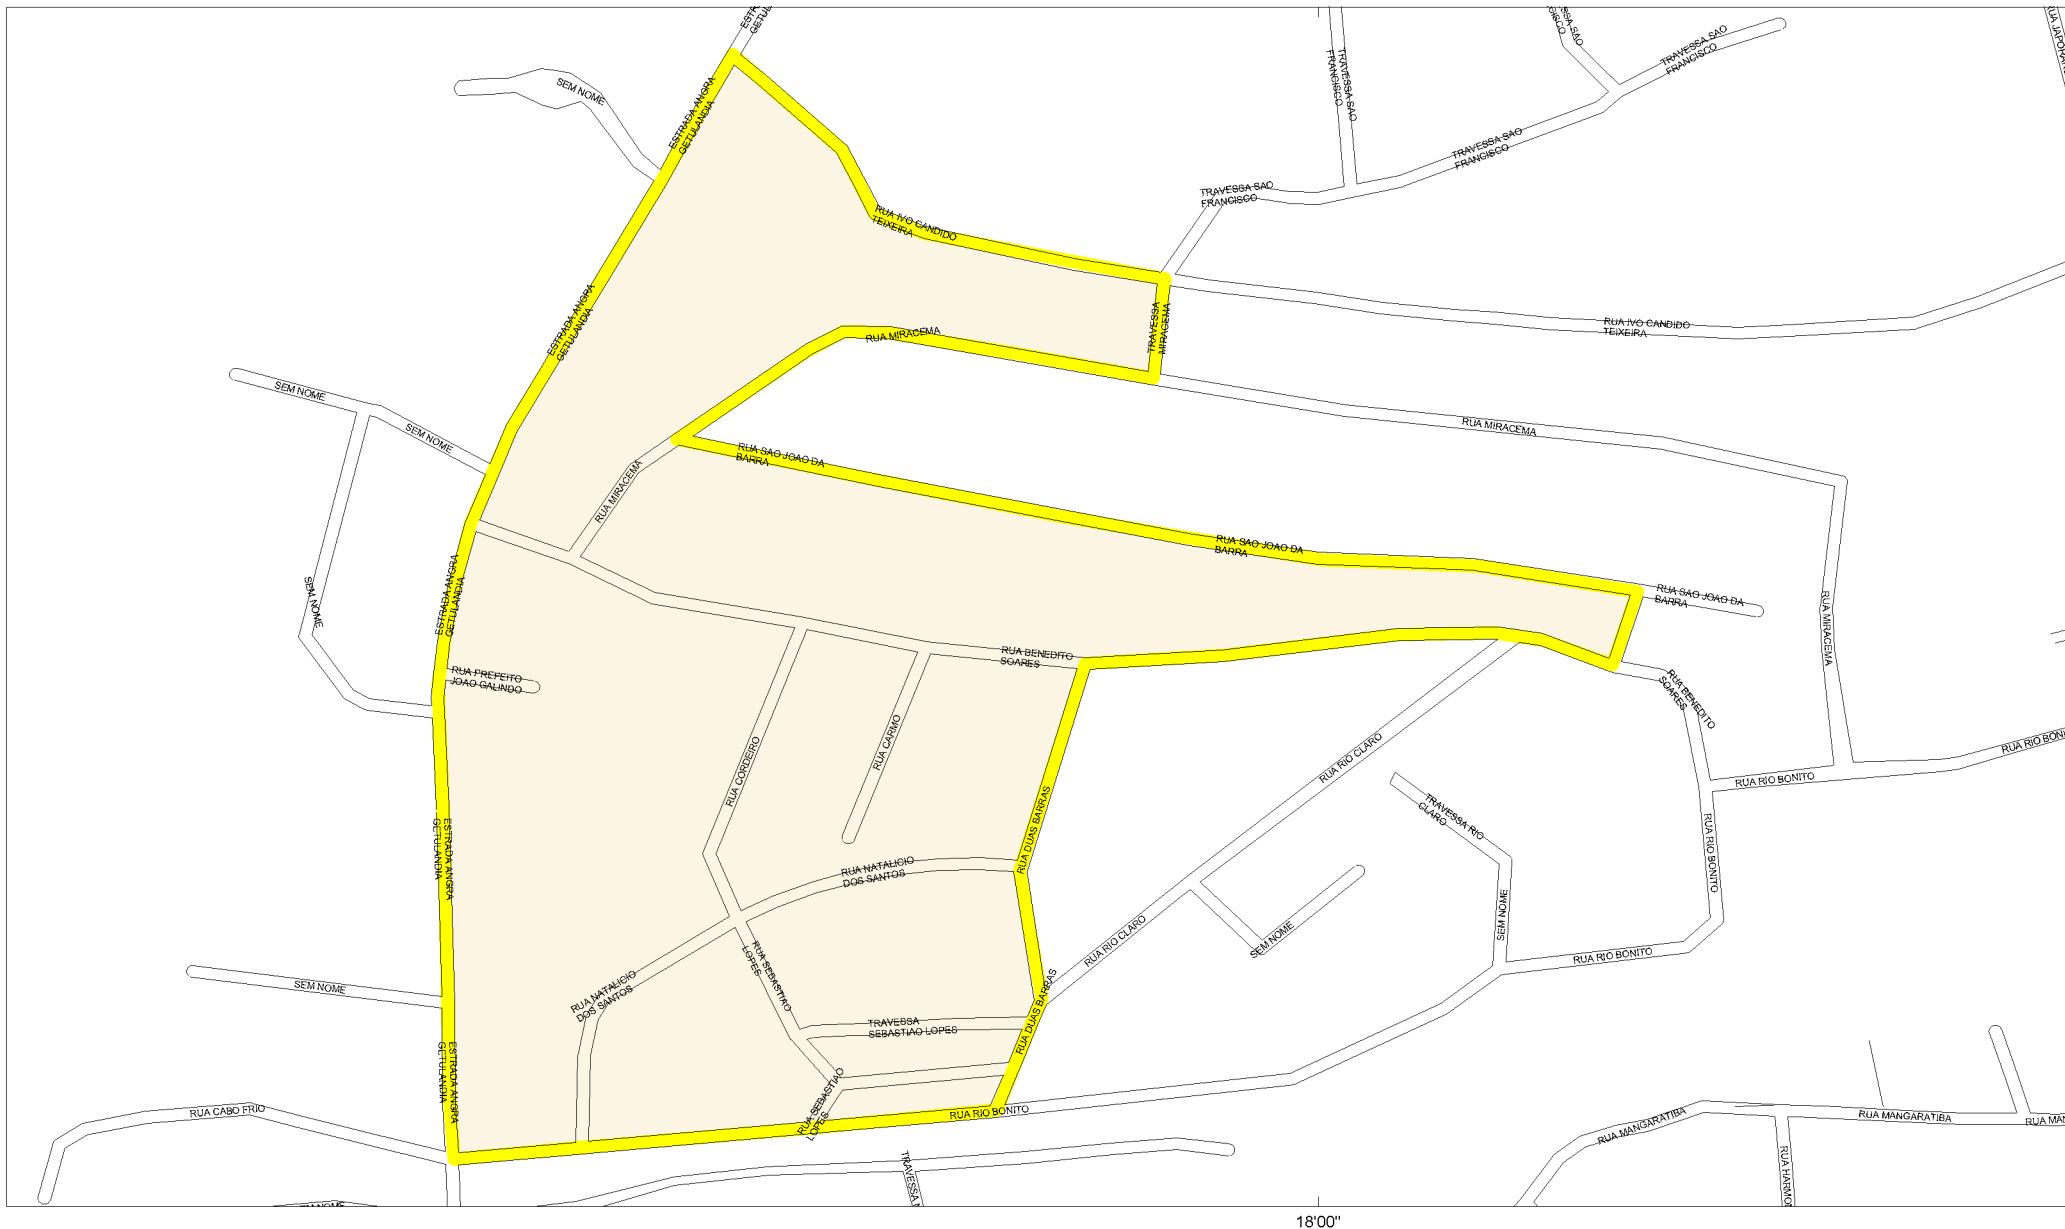 ESTRADA ANGRA
GETULANDIA
SEM NOME
RUA IVO CANDIDO
TEIXEIRA
TRAVESSA SAO
FRANCISCO
TRAVESSA SAO
FRANCISCO
TRAVESSA SAO
FRANCISCO
TRAVESSA SAO
FRANCISCO
TRAVESSA
MIRACEMA
RUA IVO CANDIDO
TEIXEIRA
ESTRADA ANGRA
GETULANDIA
RUA MIRACEMA
SEM NOME
SEM NOME
RUA MIRACEMA
RUA SAO JOAO DA
BARRA
RUA MIRACEMA
RUA SAO JOAO DA
BARRA
RUA SAO JOAO DA
BARRA
SEM NOME
ESTRADA ANGRA
GETULANDIA
RUA MIRACEMA
RUA BENEDITO
SOARES
RUA PREFEITO
JOAO GALINDO
RUA BENEDITO
SOARES
RUA CORDEIRO
RUA CARMO
RUA RIO CLARO
RUA RIO BONITO
RUA DUAS BARRAS
TRAVESSA RIO
CLARO
RUA RIO BONITO
ESTRADA ANGRA
GETULANDIA
RUA NATALICIO
DOS SANTOS
SEM NOME
RUA RIO CLARO
SEM NOME
RUA RIO BONITO
RUA SEBASTIAO
LOPES
RUA NATALICIO
DOS SANTOS
SEM NOME
RUA DUAS BARRAS
TRAVESSA
SEBASTIAO LOPES
ESTRADA ANGRA
GETULANDIA
RUA SEBASTIAO
LOPES
RUA RIO BONITO
RUA CABO FRIO
RUA MANGARATIBA
RUA MANGARATIBA
TRAVESSA
18'00"